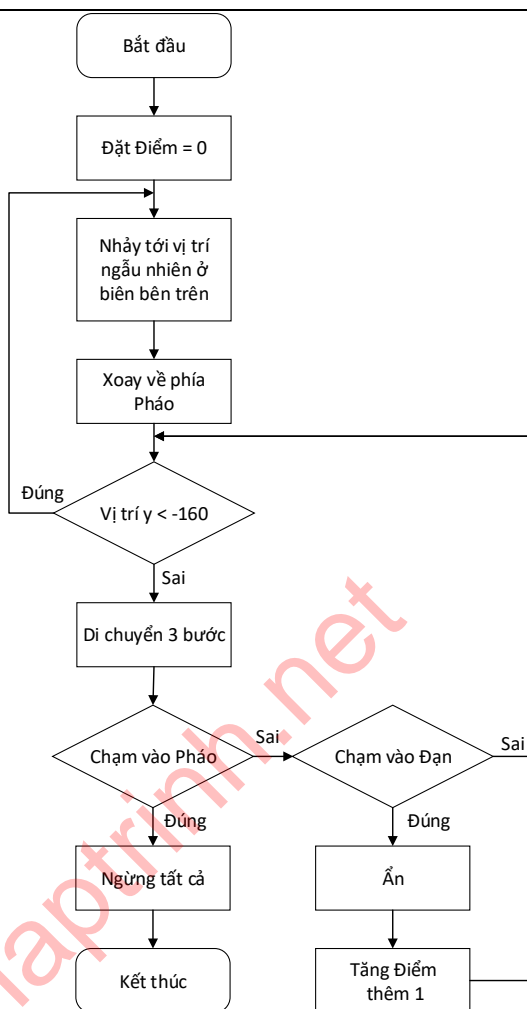 Bắt đầu
Đặt Điểm = 0
Nhảy tới vị trí
ngẫu nhiên ở
biên bên trên
Xoay về phía
Pháo
Đúng
Vị trí y < -160
Sai
Di chuyển 3 bước
Chạm vào Pháo
Sai
Chạm vào Đạn
Sai
Đúng
Đúng
Ngừng tất cả
Ẩn
Kết thúc
Tăng Điểm
thêm 1
laptrinh.net